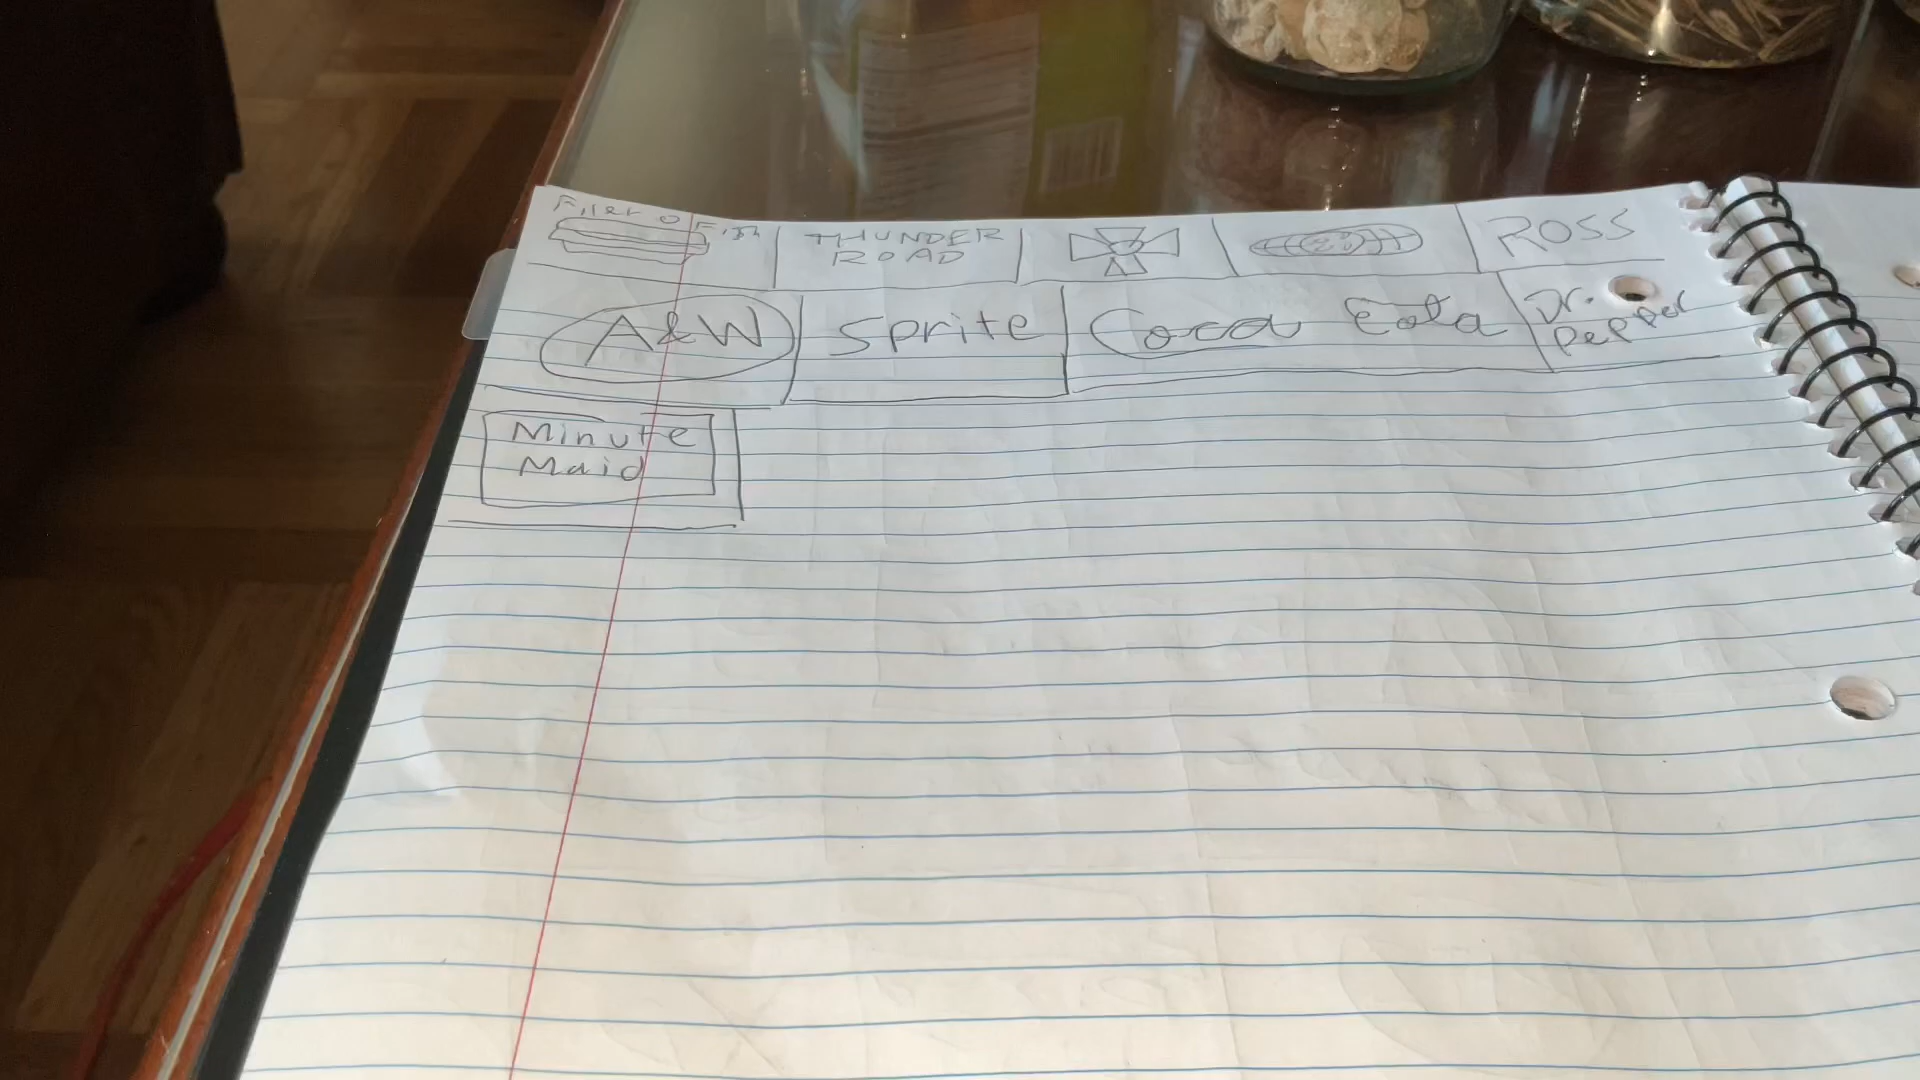 Filet o Fish
THUNDER
ROAD
ROSS
A&W
Sprite
Coca Cola
Dr.
Pepper
Minute
Maid